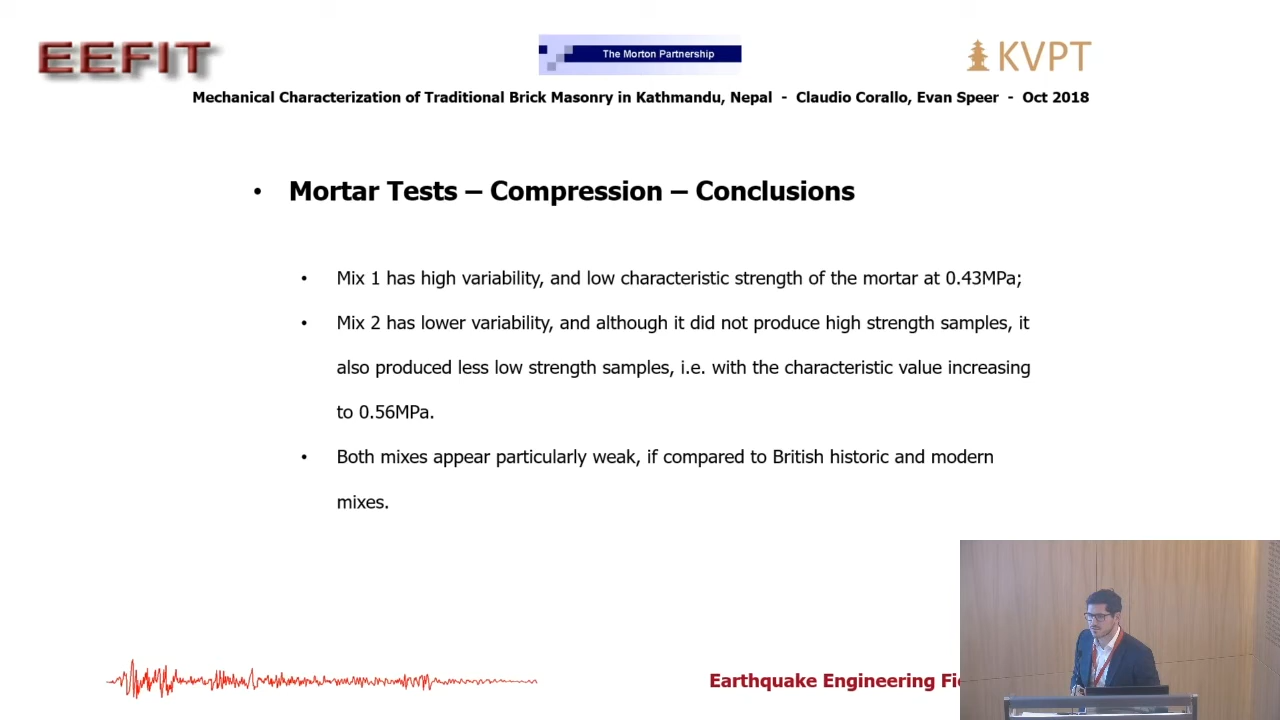 EEFIT
The Morton Partnership
KVPT
Mechanical Characterization of Traditional Brick Masonry in Kathmandu, Nepal - Claudio Corallo, Evan Speer - Oct 2018
• Mortar Tests – Compression – Conclusions
• Mix 1 has high variability, and low characteristic strength of the mortar at 0.43MPa;
• Mix 2 has lower variability, and although it did not produce high strength samples, it
also produced less low strength samples, i.e. with the characteristic value increasing
to 0.56MPa.
• Both mixes appear particularly weak, if compared to British historic and modern
mixes.
Earthquake Engineering